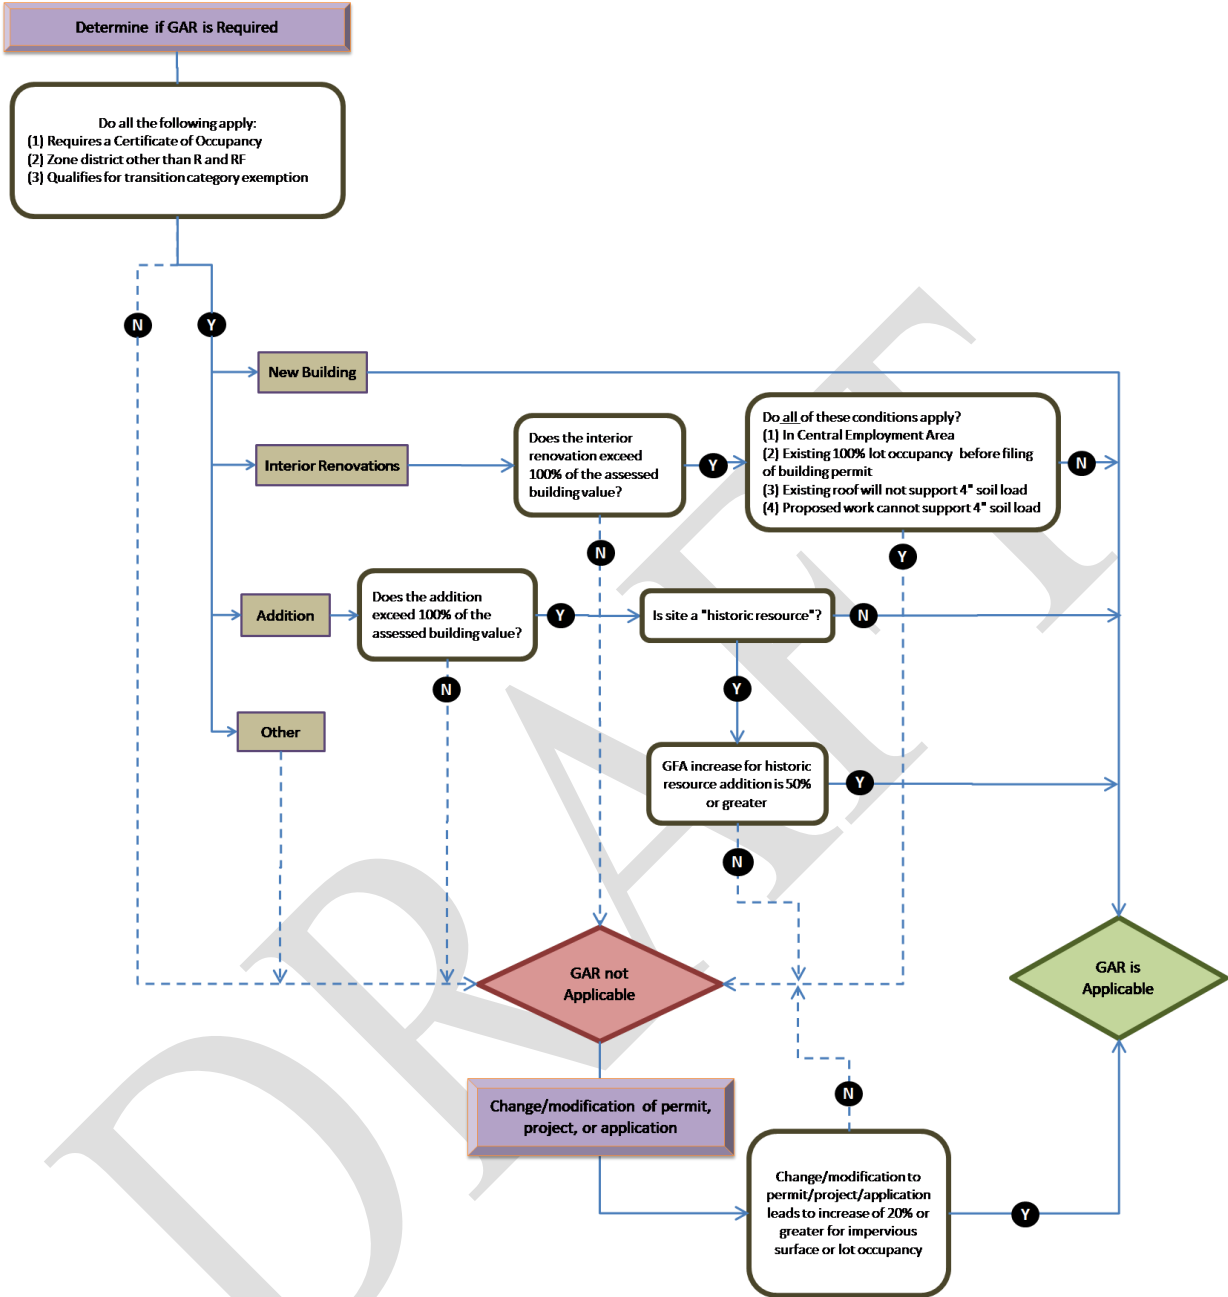 Determine if GAR is Required
Do all the following apply:
(1) Requires a Certificate of Occupancy
(2) Zone district other than R and RF
(3) Qualifies for transition category exemption
N
Y
New Building
Interior Renovations
Does the interior
renovation exceed
100% of the assessed
building value?
Y
Do all of these conditions apply?
(1) In Central Employment Area
(2) Existing 100% lot occupancy before filing
of building permit
(3) Existing roof will not support 4" soil load
(4) Proposed work cannot support 4" soil load
N
N
Y
Addition
Does the addition
exceed 100% of the
assessed building value?
Y
Is site a "historic resource"?
N
N
Y
Other
GFA increase for historic
resource addition is 50%
or greater
Y
N
GAR not
Applicable
GAR is
Applicable
Change/modification of permit,
project, or application
N
Change/modification to
permit/project/application
leads to increase of 20% or
greater for impervious
surface or lot occupancy
Y
DRAFT